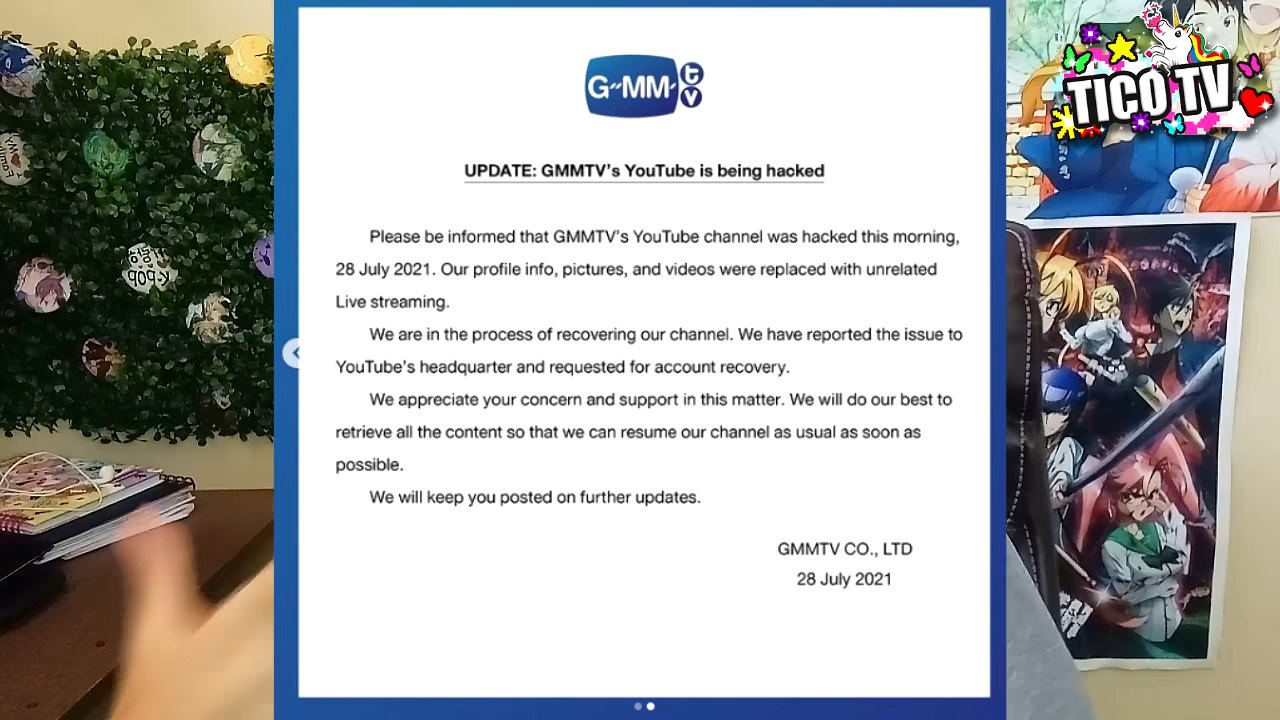 TICO TV
G~MM
tv
UPDATE: GMMTV's YouTube is being hacked
Please be informed that GMMTV's YouTube channel was hacked this morning,
28 July 2021. Our profile info, pictures, and videos were replaced with unrelated
Live streaming.
We are in the process of recovering our channel. We have reported the issue to
YouTube's headquarter and requested for account recovery.
We appreciate your concern and support in this matter. We will do our best to
retrieve all the content so that we can resume our channel as usual as soon as
possible.
We will keep you posted on further updates.
GMMTV CO., LTD
28 July 2021